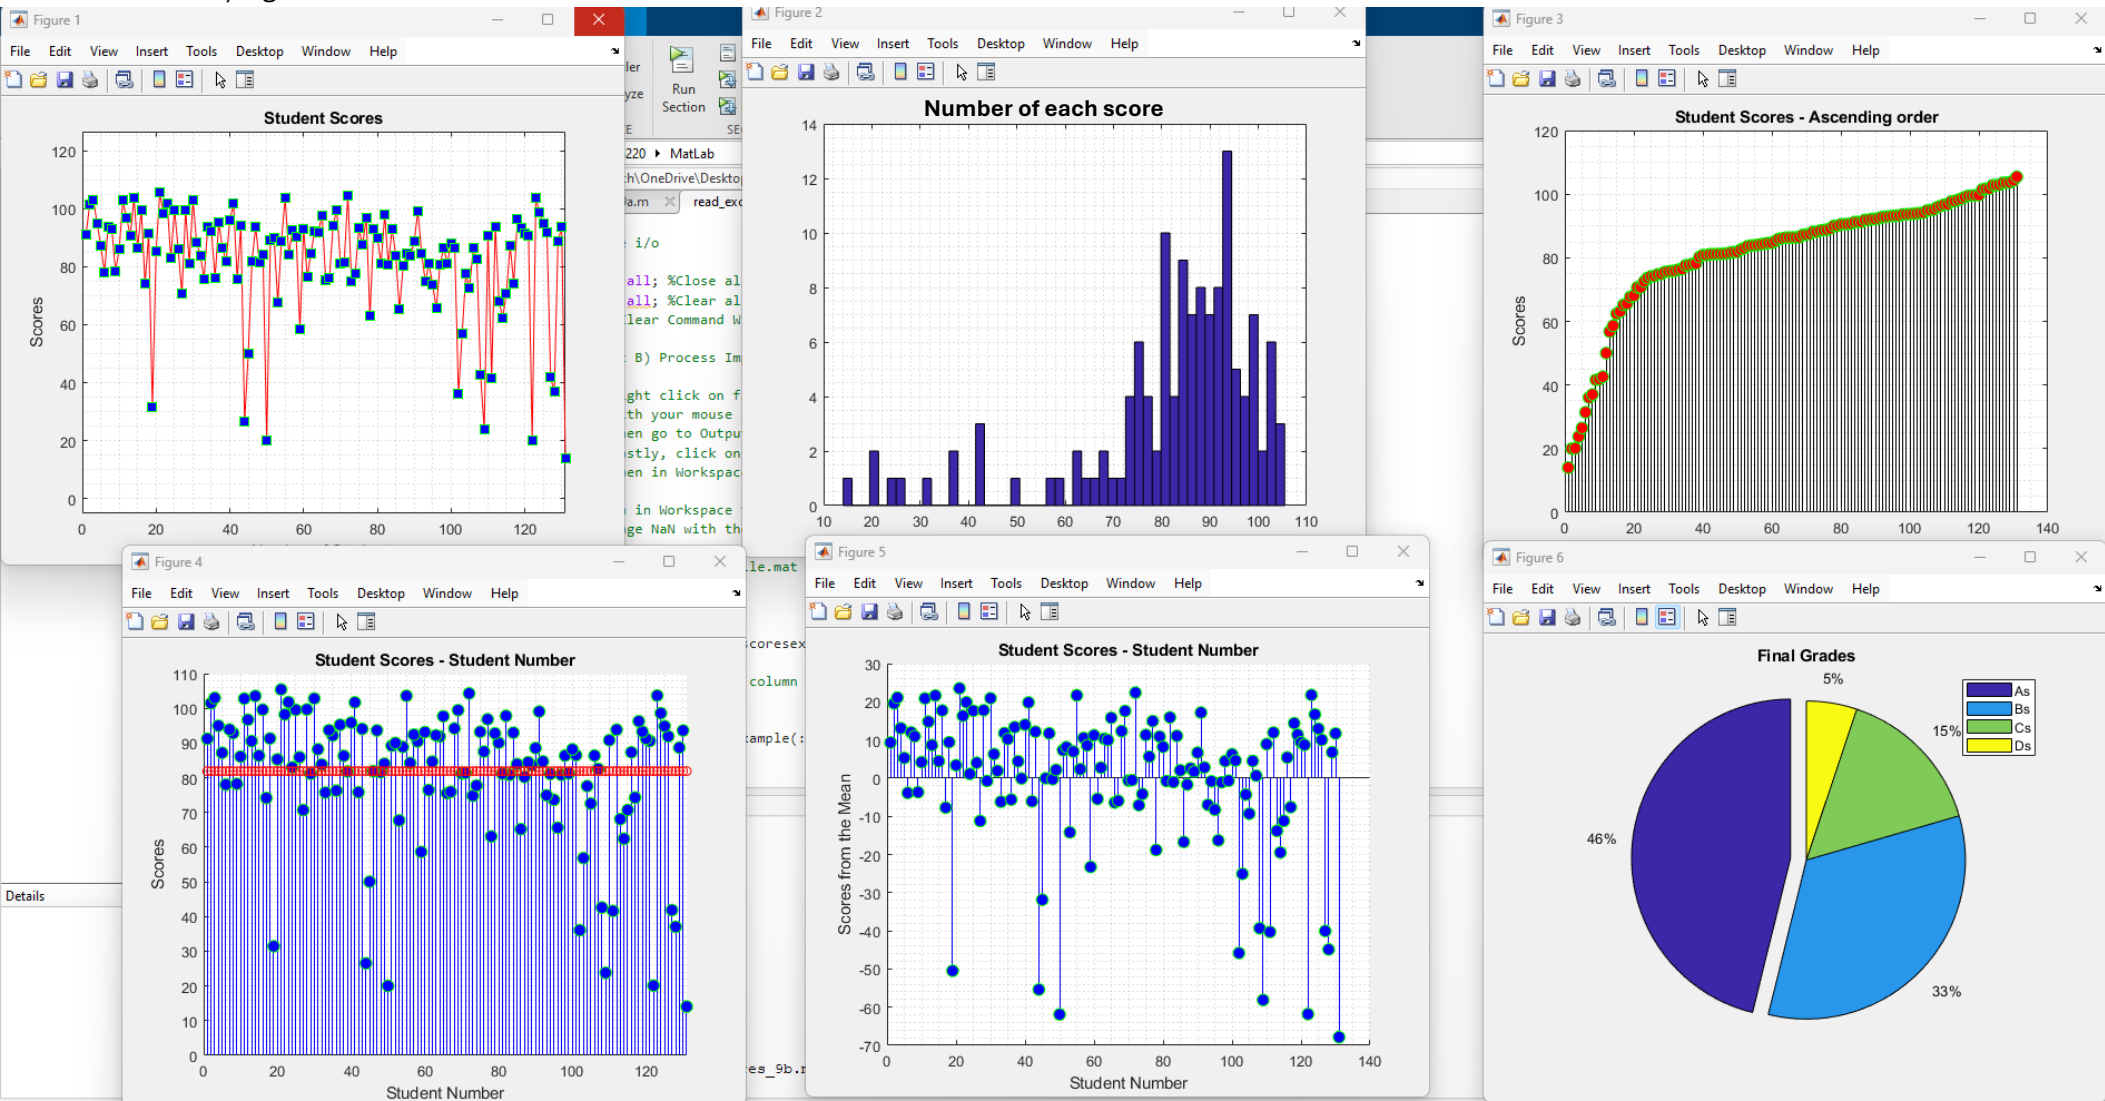 Figure 1
File Edit View Insert Tools Desktop Window Help
Student Scores
Scores
120
100
80
60
40
20
0
0 20 40 60 80 100 120
Run
Section
220 MatLab
h\OneDrive\Deskto
a.m
read_exc
i/o
all; %Close al
all; %Clear al
lear Command W
B) Process Im
ght click on f
th your mouse
en go to Outpu
stly, click on
en in Workspac
in Workspace
ge NaN with th
le.mat
scoresex
column
xample(:
es_9b.r
Details
Figure 2
File Edit View Insert Tools Desktop Window Help
Number of each score
14
12
10
8
6
4
2
0
10 20 30 40 50 60 70 80 90 100 110
Figure 3
File Edit View Insert Tools Desktop Window Help
Student Scores - Ascending order
Scores
120
100
80
60
40
20
0
0 20 40 60 80 100 120 140
Figure 4
File Edit View Insert Tools Desktop Window Help
Student Scores - Student Number
Scores
110
100
90
80
70
60
50
40
30
20
10
0
0 20 40 60 80 100 120
Student Number
Figure 5
File Edit View Insert Tools Desktop Window Help
Student Scores - Student Number
Scores from the Mean
30
20
10
0
-10
-20
-30
-40
-50
-60
-70
0 20 40 60 80 100 120 140
Student Number
Figure 6
File Edit View Insert Tools Desktop Window Help
Final Grades
5%
15%
46%
33%
As
Bs
Cs
Ds